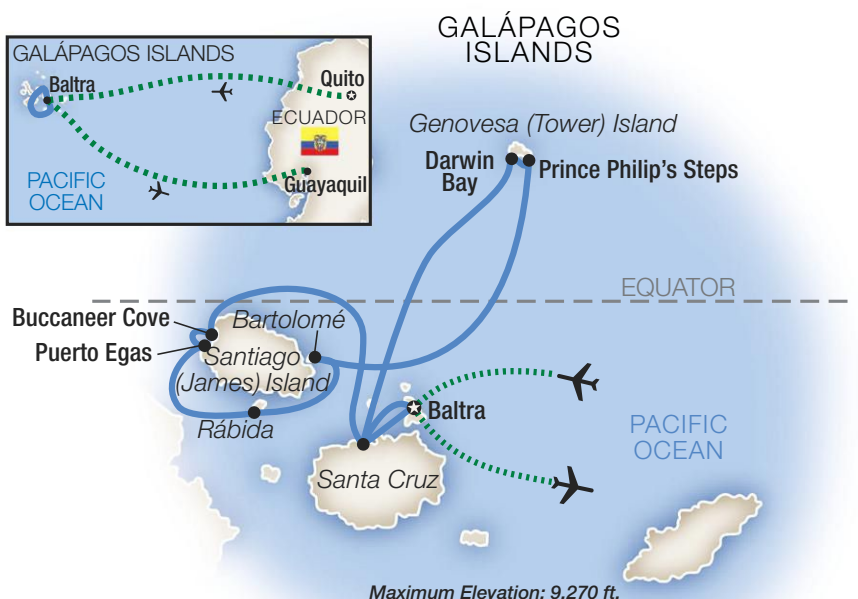 GALÁPAGOS
ISLANDS
GALÁPAGOS ISLANDS
Baltra
Quito
ECUADOR
PACIFIC
OCEAN
Guayaquil
Genovesa (Tower) Island
Darwin
Bay
Prince Philip's Steps
EQUATOR
Buccaneer Cove
Bartolomé
Puerto Egas
Santiago
(James) Island
Rábida
Baltra
PACIFIC
OCEAN
Santa Cruz
Maximum Elevation: 9,270 ft.